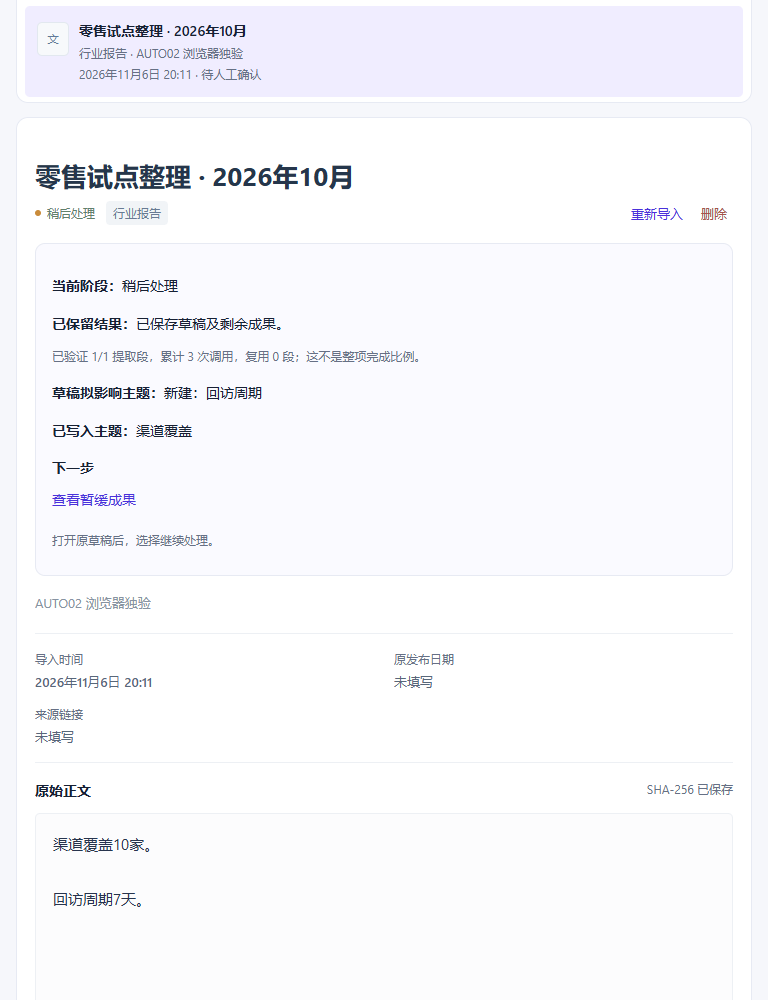 文
零售试点整理 · 2026年10月
行业报告 · AUTO02 浏览器独验
2026年11月6日 20:11 · 待人工确认
零售试点整理 · 2026年10月
稍后处理 行业报告 重新导入 删除
当前阶段：稍后处理
已保留结果：已保存草稿及剩余成果。
已验证 1/1 提取段，累计 3 次调用，复用 0 段；这不是整项完成比例。
草稿拟影响主题：新建：回访周期
已写入主题：渠道覆盖
下一步
查看暂缓成果
打开原草稿后，选择继续处理。
AUTO02 浏览器独验
导入时间 原发布日期
2026年11月6日 20:11 未填写
来源链接
未填写
原始正文 SHA-256 已保存
渠道覆盖10家。
回访周期7天。